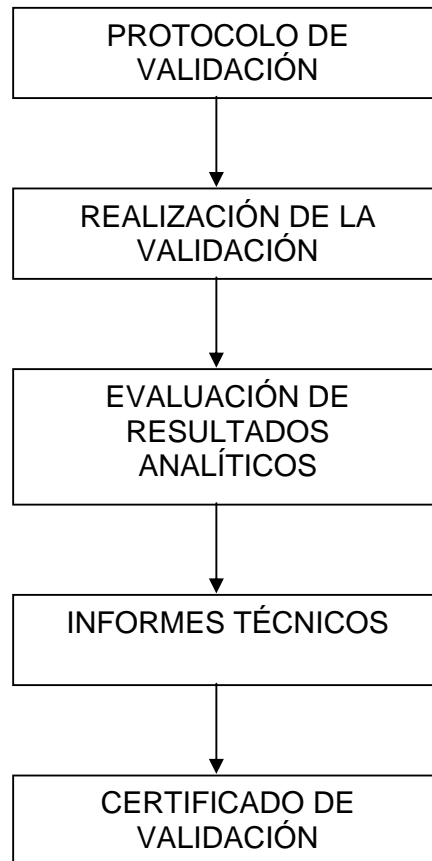 PROTOCOLO DE
VALIDACIÓN
REALIZACIÓN DE LA
VALIDACIÓN
EVALUACIÓN DE
RESULTADOS
ANALÍTICOS
INFORMES TÉCNICOS
CERTIFICADO DE
VALIDACIÓN